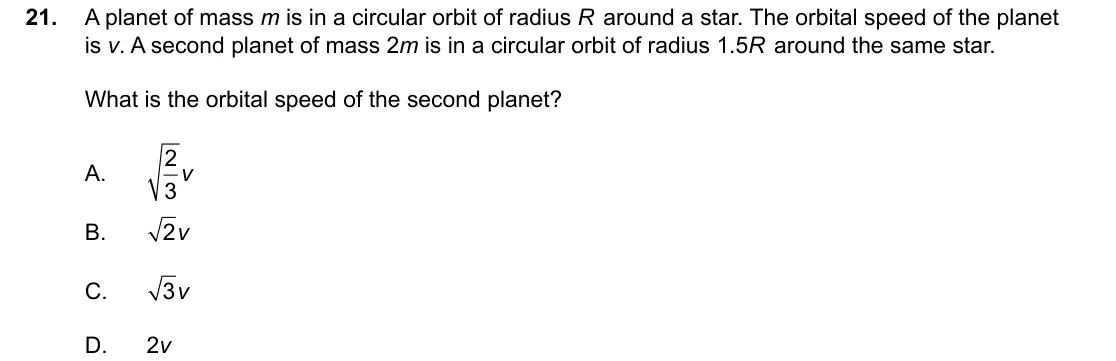 21. A planet of mass m is in a circular orbit of radius R around a star. The orbital speed of the planet
is v. A second planet of mass 2m is in a circular orbit of radius 1.5R around the same star.
What is the orbital speed of the second planet?
A. √(2/3) v
B. √2 v
C. √3 v
D. 2v